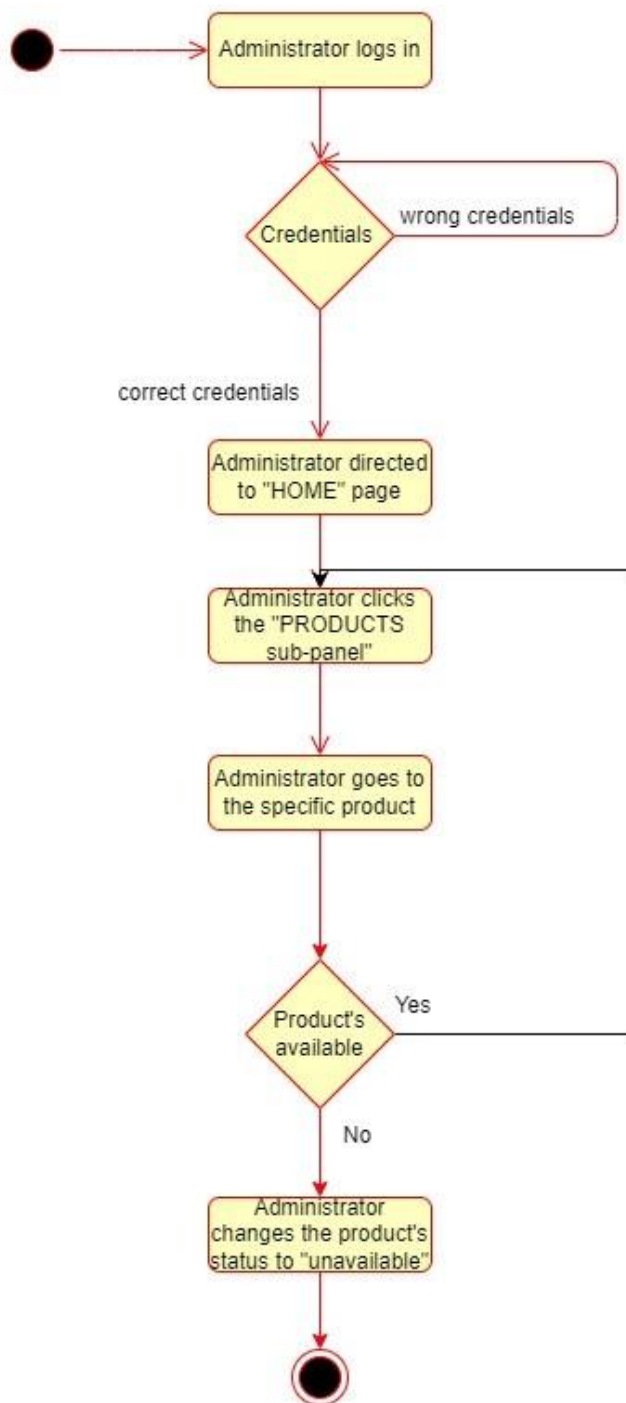 Administrator logs in
Credentials
wrong credentials
correct credentials
Administrator directed
to "HOME" page
Administrator clicks
the "PRODUCTS
sub-panel"
Administrator goes to
the specific product
Product's
available
Yes
No
Administrator
changes the product's
status to "unavailable"